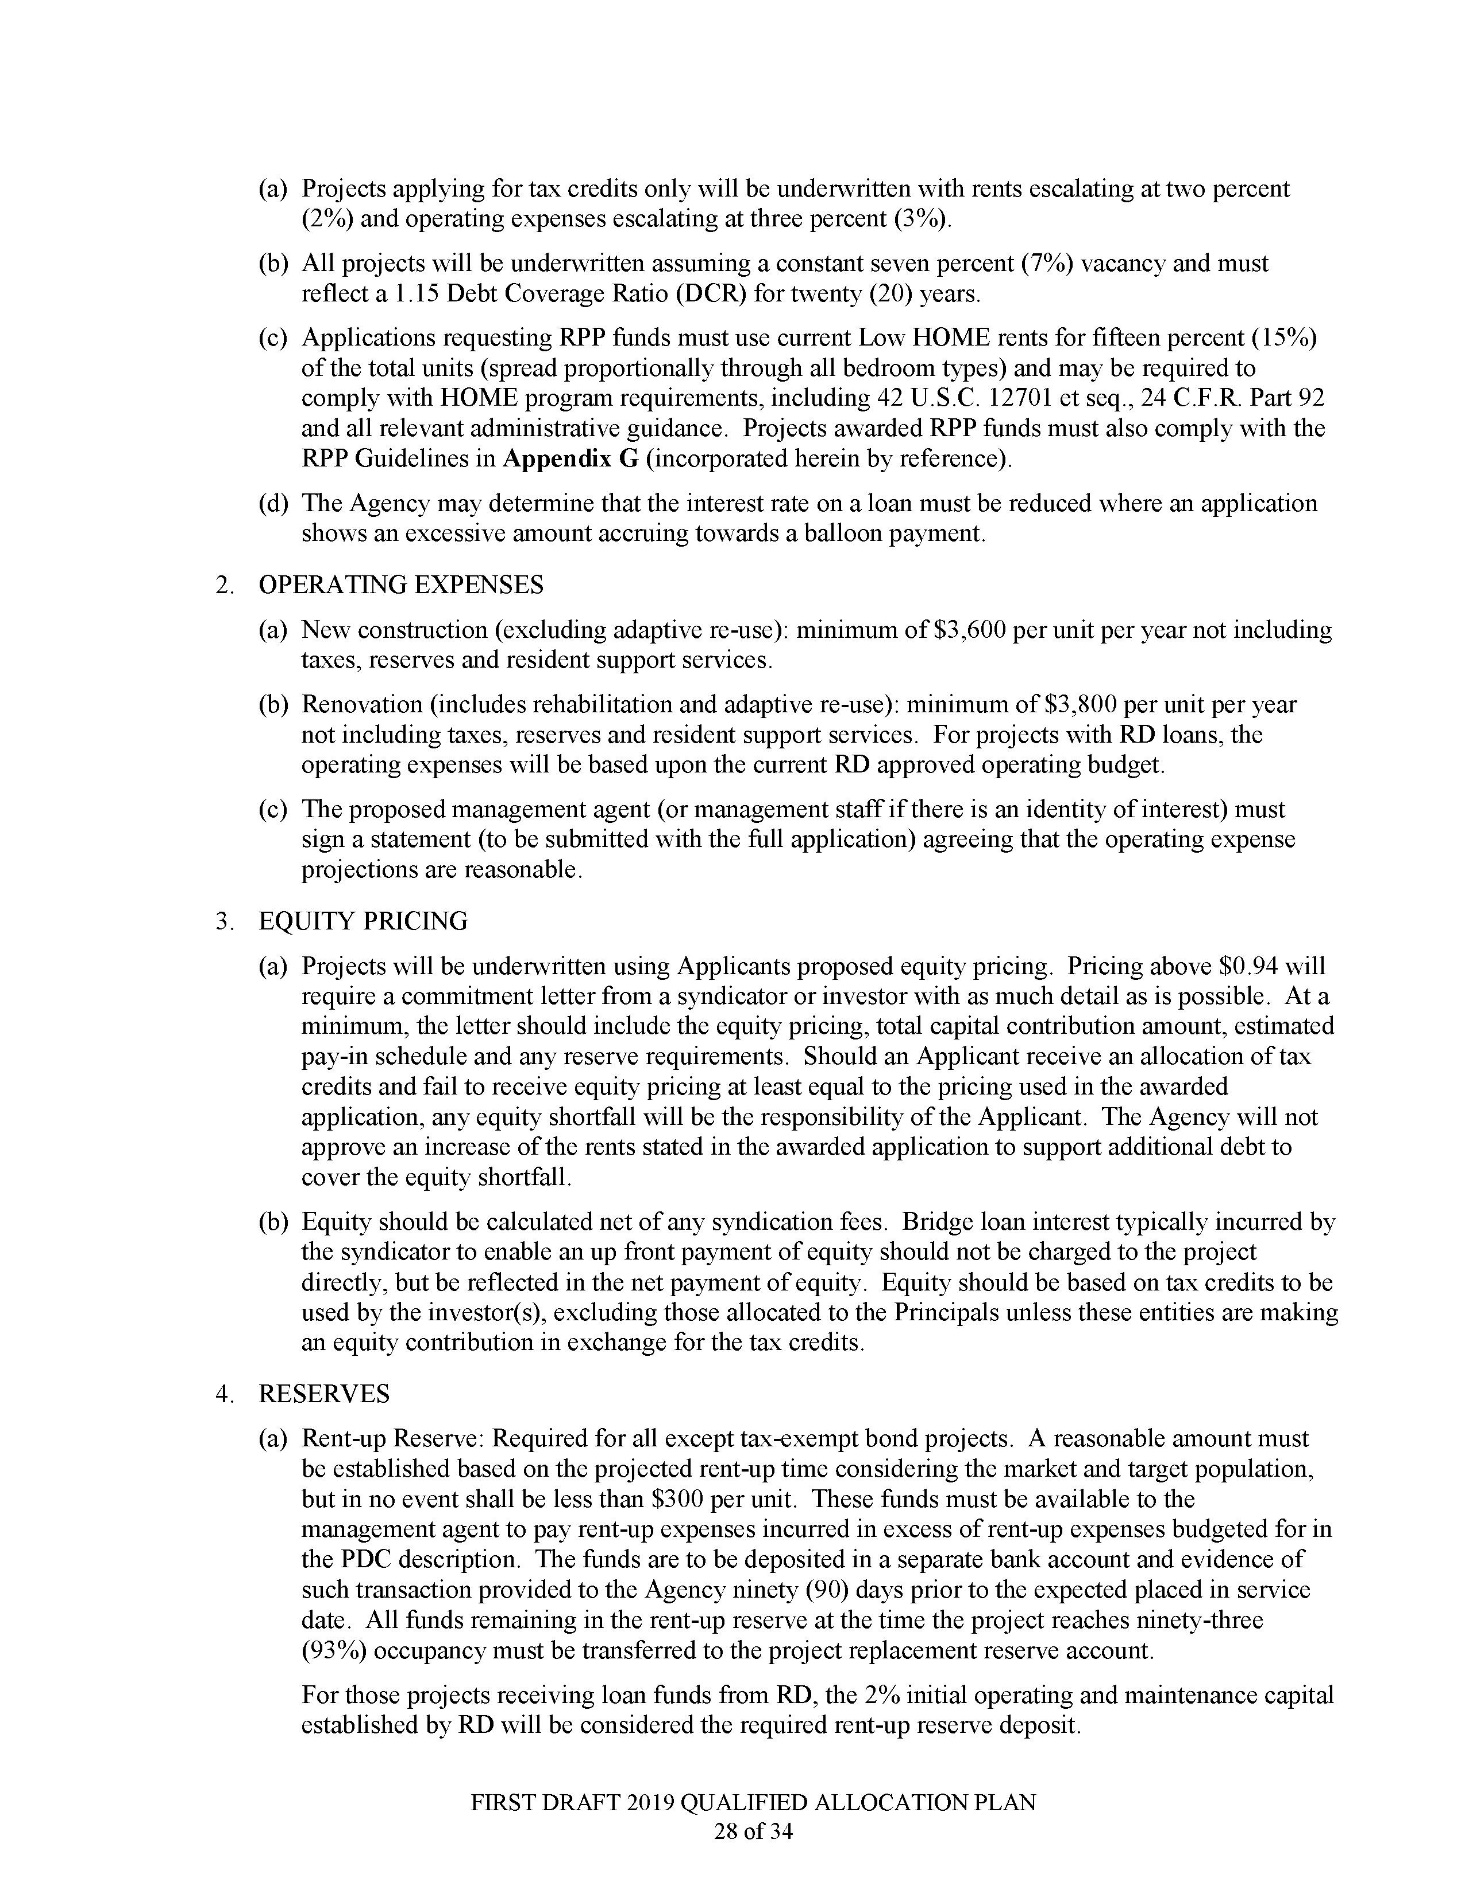 (a) Projects applying for tax credits only will be underwritten with rents escalating at two percent
(2%) and operating expenses escalating at three percent (3%).
(b) All projects will be underwritten assuming a constant seven percent (7%) vacancy and must
reflect a 1.15 Debt Coverage Ratio (DCR) for twenty (20) years.
(c) Applications requesting RPP funds must use current Low HOME rents for fifteen percent (15%)
of the total units (spread proportionally through all bedroom types) and may be required to
comply with HOME program requirements, including 42 U.S.C. 12701 et seq., 24 C.F.R. Part 92
and all relevant administrative guidance. Projects awarded RPP funds must also comply with the
RPP Guidelines in Appendix G (incorporated herein by reference).
(d) The Agency may determine that the interest rate on a loan must be reduced where an application
shows an excessive amount accruing towards a balloon payment.
2. OPERATING EXPENSES
(a) New construction (excluding adaptive re-use): minimum of $3,600 per unit per year not including
taxes, reserves and resident support services.
(b) Renovation (includes rehabilitation and adaptive re-use): minimum of $3,800 per unit per year
not including taxes, reserves and resident support services. For projects with RD loans, the
operating expenses will be based upon the current RD approved operating budget.
(c) The proposed management agent (or management staff if there is an identity of interest) must
sign a statement (to be submitted with the full application) agreeing that the operating expense
projections are reasonable.
3. EQUITY PRICING
(a) Projects will be underwritten using Applicants proposed equity pricing. Pricing above $0.94 will
require a commitment letter from a syndicator or investor with as much detail as is possible. At a
minimum, the letter should include the equity pricing, total capital contribution amount, estimated
pay-in schedule and any reserve requirements. Should an Applicant receive an allocation of tax
credits and fail to receive equity pricing at least equal to the pricing used in the awarded
application, any equity shortfall will be the responsibility of the Applicant. The Agency will not
approve an increase of the rents stated in the awarded application to support additional debt to
cover the equity shortfall.
(b) Equity should be calculated net of any syndication fees. Bridge loan interest typically incurred by
the syndicator to enable an up front payment of equity should not be charged to the project
directly, but be reflected in the net payment of equity. Equity should be based on tax credits to be
used by the investor(s), excluding those allocated to the Principals unless these entities are making
an equity contribution in exchange for the tax credits.
4. RESERVES
(a) Rent-up Reserve: Required for all except tax-exempt bond projects. A reasonable amount must
be established based on the projected rent-up time considering the market and target population,
but in no event shall be less than $300 per unit. These funds must be available to the
management agent to pay rent-up expenses incurred in excess of rent-up expenses budgeted for in
the PDC description. The funds are to be deposited in a separate bank account and evidence of
such transaction provided to the Agency ninety (90) days prior to the expected placed in service
date. All funds remaining in the rent-up reserve at the time the project reaches ninety-three
(93%) occupancy must be transferred to the project replacement reserve account.
For those projects receiving loan funds from RD, the 2% initial operating and maintenance capital
established by RD will be considered the required rent-up reserve deposit.
FIRST DRAFT 2019 QUALIFIED ALLOCATION PLAN
28 of 34